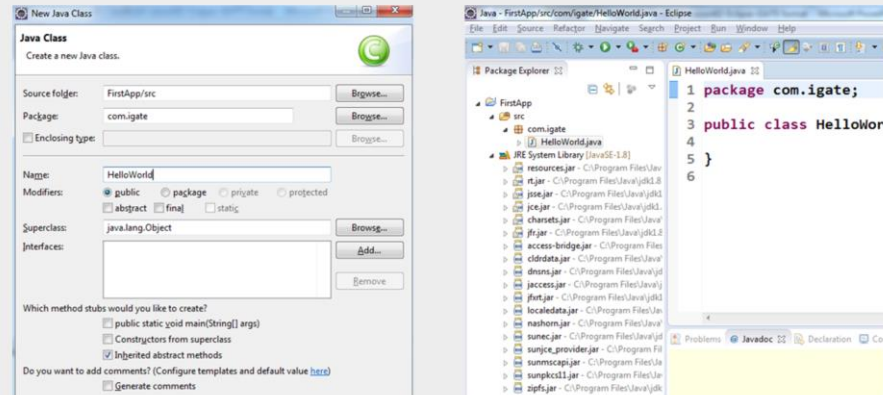 New Java Class
Java Class
Create a new Java class.
Source folder: FirstApp/src Browse...
Package: com.igate Browse...
Enclosing type: Browse...
Name: HelloWorld
Modifiers: public package private protected
abstract final static
Superclass: java.lang.Object Browse...
Interfaces: Add...
Remove
Which method stubs would you like to create?
public static void main(String[] args)
Constructors from superclass
Inherited abstract methods
Do you want to add comments? (Configure templates and default value here)
Generate comments
Java - FirstApp/src/com/igate/HelloWorld.java - Eclipse
File Edit Source Refactor Navigate Search Project Run Window Help
Package Explorer
FirstApp
src
com.igate
HelloWorld.java
JRE System Library [JavaSE-1.8]
resources.jar - C:\Program Files\Jav
rt.jar - C:\Program Files\Java\jdk1.8
jsse.jar - C:\Program Files\Java\jdk1
jce.jar - C:\Program Files\Java\jdk1.
charsets.jar - C:\Program Files\Java\
jfr.jar - C:\Program Files\Java\jdk1.8
access-bridge.jar - C:\Program Files
cldrdata.jar - C:\Program Files\Java\
dnsns.jar - C:\Program Files\Java\jd
jaccess.jar - C:\Program Files\Java\j
jfxrt.jar - C:\Program Files\Java\jdk1
localedata.jar - C:\Program Files\Jav
nashorn.jar - C:\Program Files\Java\
sunec.jar - C:\Program Files\Java\jd
sunjce_provider.jar - C:\Program Fil
sunmscapi.jar - C:\Program Files\Ja
sunpkcs11.jar - C:\Program Files\Jav
zipfs.jar - C:\Program Files\Java\jdk
HelloWorld.java
1 package com.igate;
2
3 public class HelloWor
4
5 }
6
Problems @ Javadoc Declaration Co